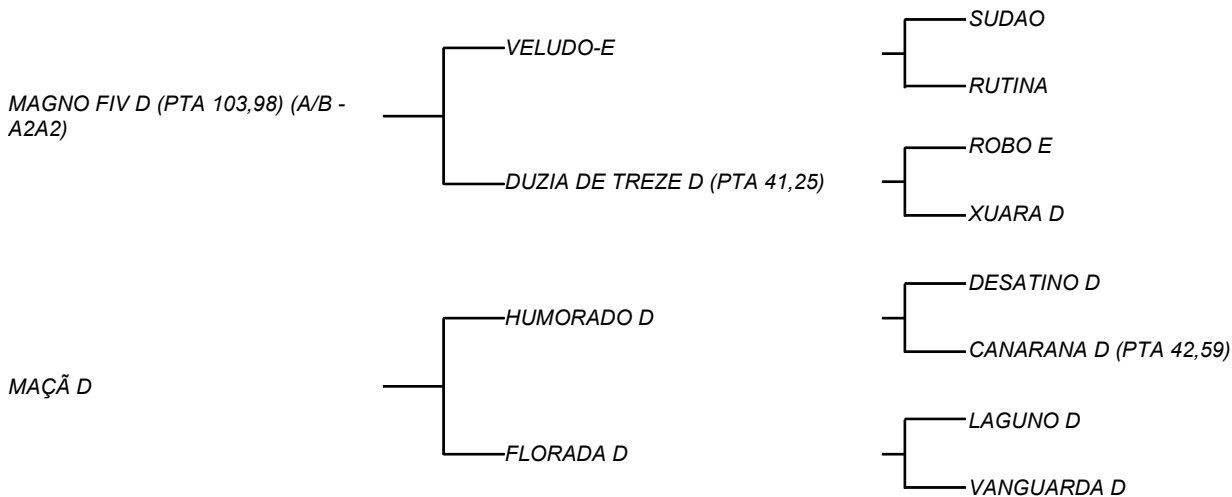 SUDAO
VELUDO-E
RUTINA
MAGNO FIV D (PTA 103,98) (A/B -
A2A2)
ROBO E
DUZIA DE TREZE D (PTA 41,25)
XUARA D
DESATINO D
HUMORADO D
CANARANA D (PTA 42,59)
MAÇÃ D
LAGUNO D
FLORADA D
VANGUARDA D